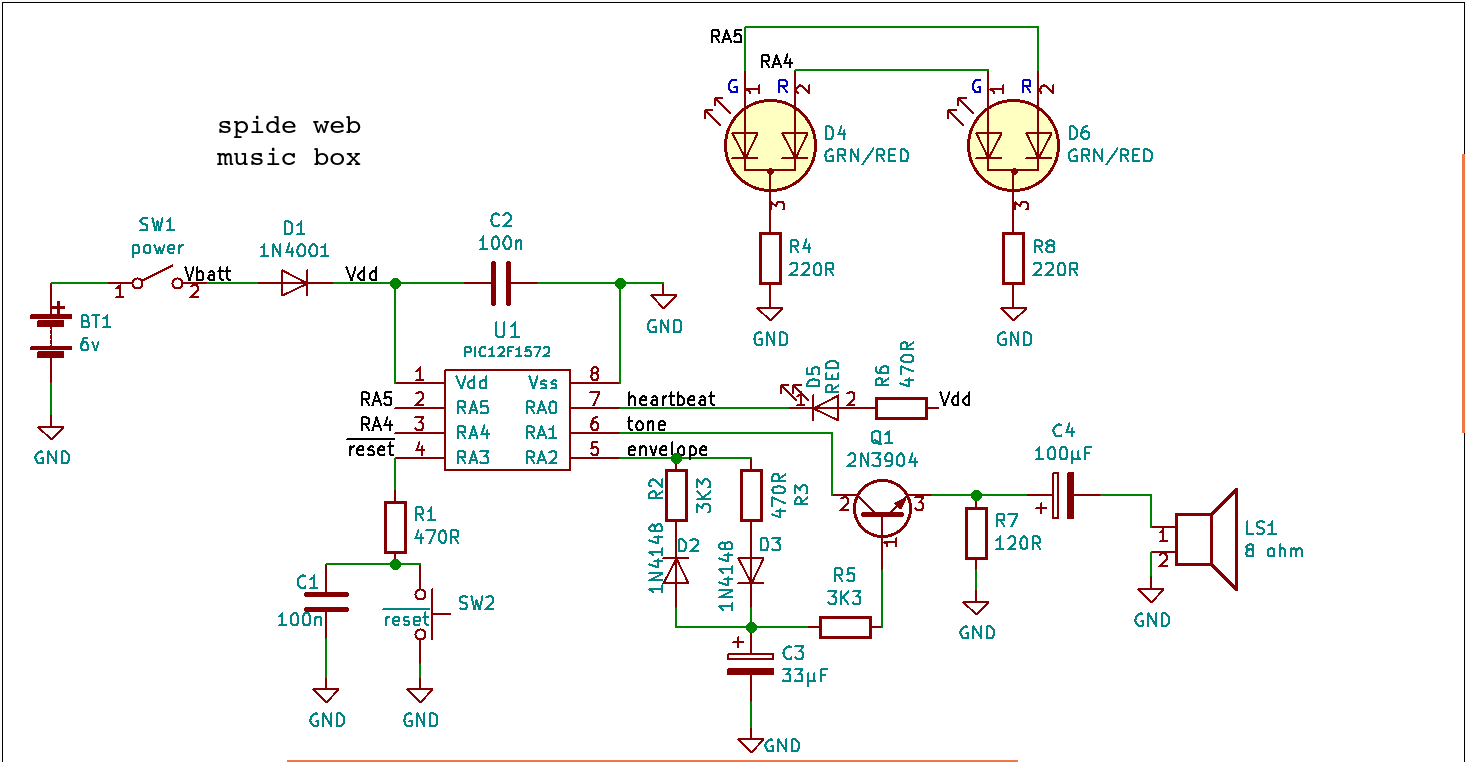 RA5
RA4
G 1 R 2
G 1 R 2
D4
GRN/RED
D6
GRN/RED
3
3
R4
220R
R8
220R
GND
GND
spide web
music box
SW1
power
1
2
Vbatt
D1
1N4001
Vdd
C2
100n
GND
+
BT1
6v
GND
U1
PIC12F1572
1 Vdd
2 RA5
3 RA4
4 RA3
Vss 8
RA0 7
RA1 6
RA2 5
RA5
RA4
reset
heartbeat
tone
envelope
1
D5
RED
2
R6
470R
Vdd
R1
470R
C1
100n
reset
SW2
GND
GND
R2
3K3
470R
R3
1N4148
D2
1N4148
D3
Q1
2N3904
2
3
1
R5
3K3
+
C3
33µF
GND
R7
120R
GND
C4
100µF
+
1
2
LS1
8 ohm
GND